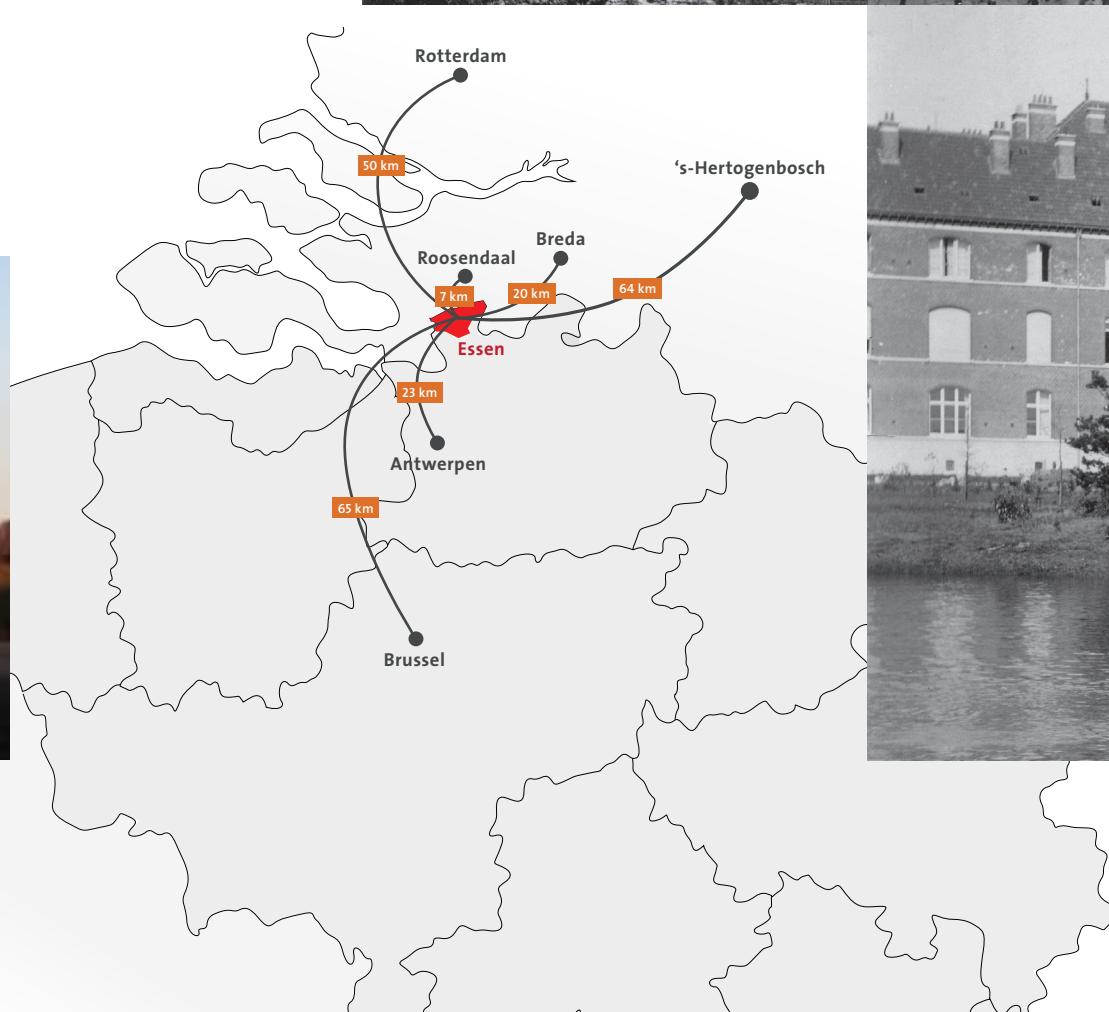 Rotterdam
50 km
‘s-Hertogenbosch
Breda
Roosendaal
7 km
20 km
64 km
Essen
23 km
Antwerpen
65 km
Brussel